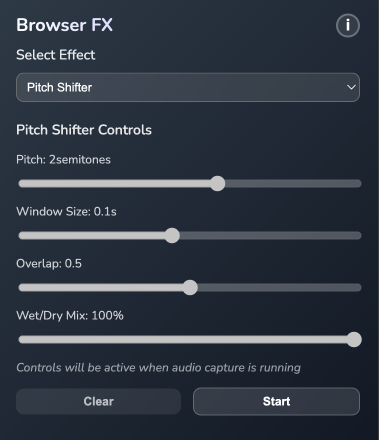 Browser FX
i
Select Effect
Pitch Shifter
Pitch Shifter Controls
Pitch: 2semitones
Window Size: 0.1s
Overlap: 0.5
Wet/Dry Mix: 100%
Controls will be active when audio capture is running
Clear
Start